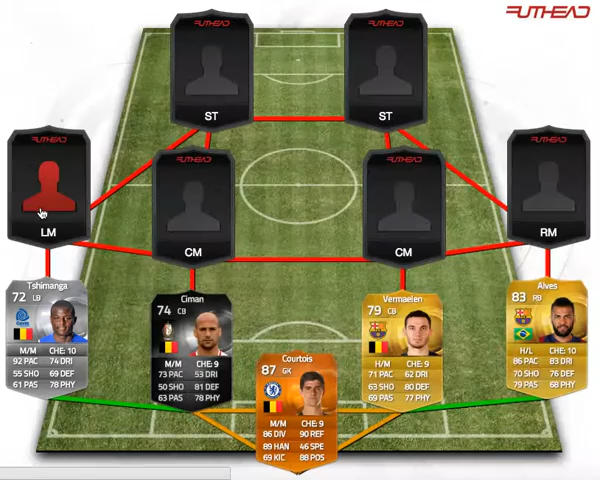 FUTHEAD
ST
ST
FUTHEAD
FUTHEAD
FUTHEAD
FUTHEAD
LM
CM
CM
RM
Tshimanga
72
LB
M/M CHE: 10
92 PAC 74 DRI
55 SHO 69 DEF
61 PAS 78 PHY
Ciman
74
CB
M/M CHE: 9
73 PAC 53 DRI
50 SHO 81 DEF
63 PAS 78 PHY
Vermaelen
79
CB
H/M CHE: 9
71 PAC 62 DRI
63 SHO 80 DEF
69 PAS 77 PHY
Alves
83
RB
H/L CHE: 10
86 PAC 83 DRI
70 SHO 76 DEF
79 PAS 68 PHY
Courtois
87
GK
M/M CHE: 9
86 DIV 90 REF
89 HAN 46 SPE
69 KIC 88 POS